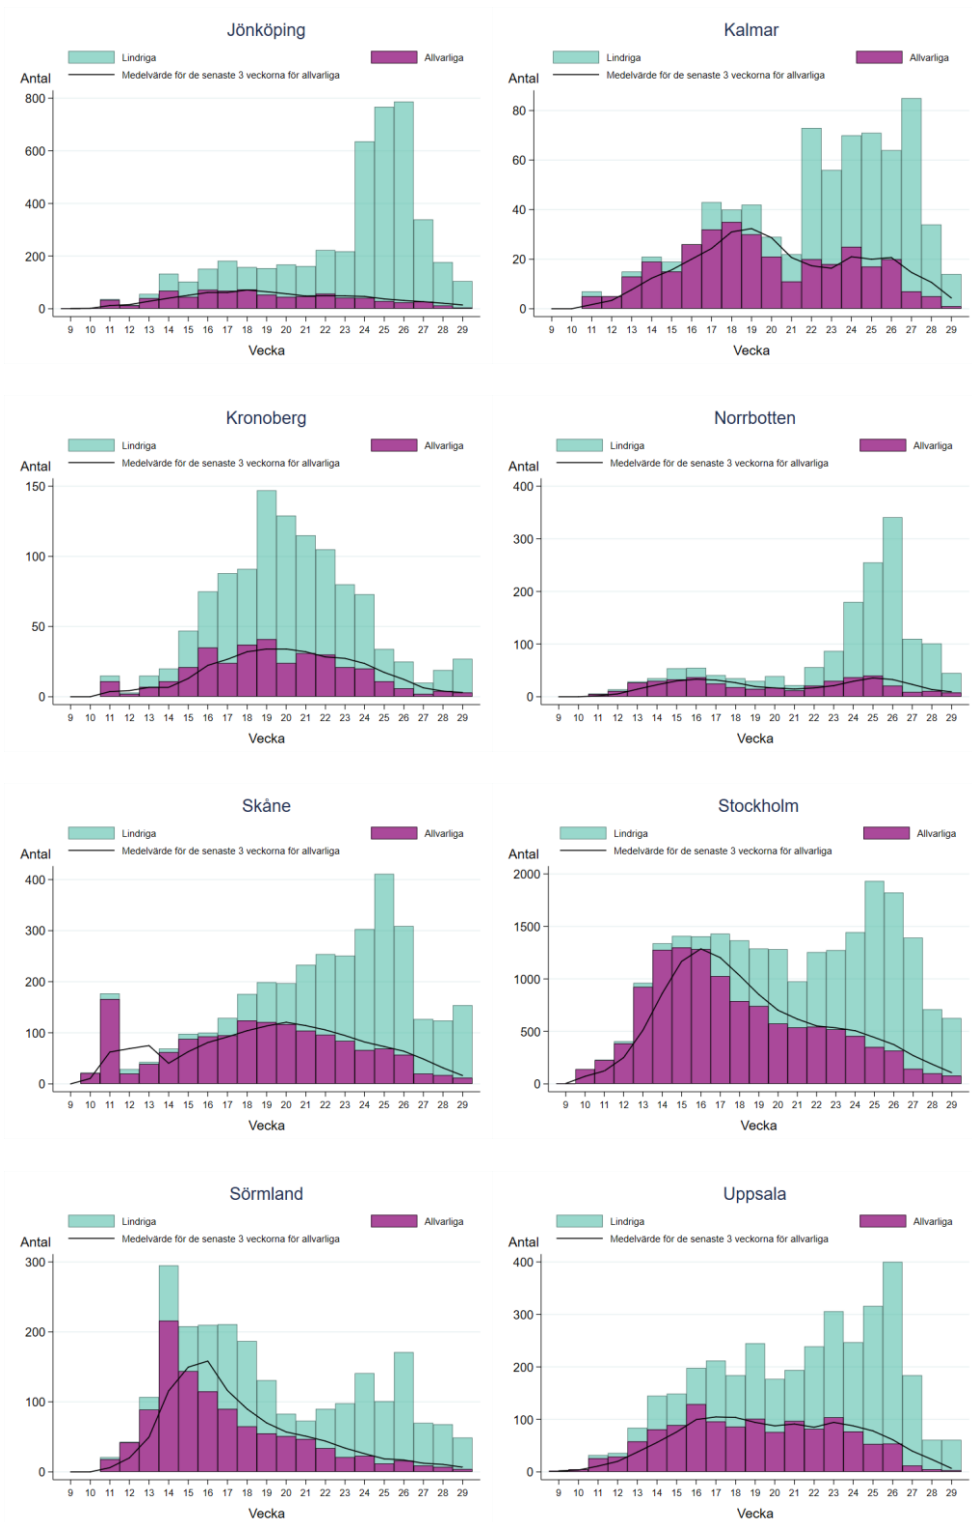 Jönköping
Lindriga Allvarliga
Medelvärde för de senaste 3 veckorna för allvarliga
Antal
800
600
400
200
0
9 10 11 12 13 14 15 16 17 18 19 20 21 22 23 24 25 26 27 28 29
Vecka
Kalmar
Lindriga Allvarliga
Medelvärde för de senaste 3 veckorna för allvarliga
Antal
80
60
40
20
0
9 10 11 12 13 14 15 16 17 18 19 20 21 22 23 24 25 26 27 28 29
Vecka
Kronoberg
Lindriga Allvarliga
Medelvärde för de senaste 3 veckorna för allvarliga
Antal
150
100
50
0
9 10 11 12 13 14 15 16 17 18 19 20 21 22 23 24 25 26 27 28 29
Vecka
Norrbotten
Lindriga Allvarliga
Medelvärde för de senaste 3 veckorna för allvarliga
Antal
400
300
200
100
0
9 10 11 12 13 14 15 16 17 18 19 20 21 22 23 24 25 26 27 28 29
Vecka
Skåne
Lindriga Allvarliga
Medelvärde för de senaste 3 veckorna för allvarliga
Antal
400
300
200
100
0
9 10 11 12 13 14 15 16 17 18 19 20 21 22 23 24 25 26 27 28 29
Vecka
Stockholm
Lindriga Allvarliga
Medelvärde för de senaste 3 veckorna för allvarliga
Antal
2000
1500
1000
500
0
9 10 11 12 13 14 15 16 17 18 19 20 21 22 23 24 25 26 27 28 29
Vecka
Sörmland
Lindriga Allvarliga
Medelvärde för de senaste 3 veckorna för allvarliga
Antal
300
200
100
0
9 10 11 12 13 14 15 16 17 18 19 20 21 22 23 24 25 26 27 28 29
Vecka
Uppsala
Lindriga Allvarliga
Medelvärde för de senaste 3 veckorna för allvarliga
Antal
400
300
200
100
0
9 10 11 12 13 14 15 16 17 18 19 20 21 22 23 24 25 26 27 28 29
Vecka